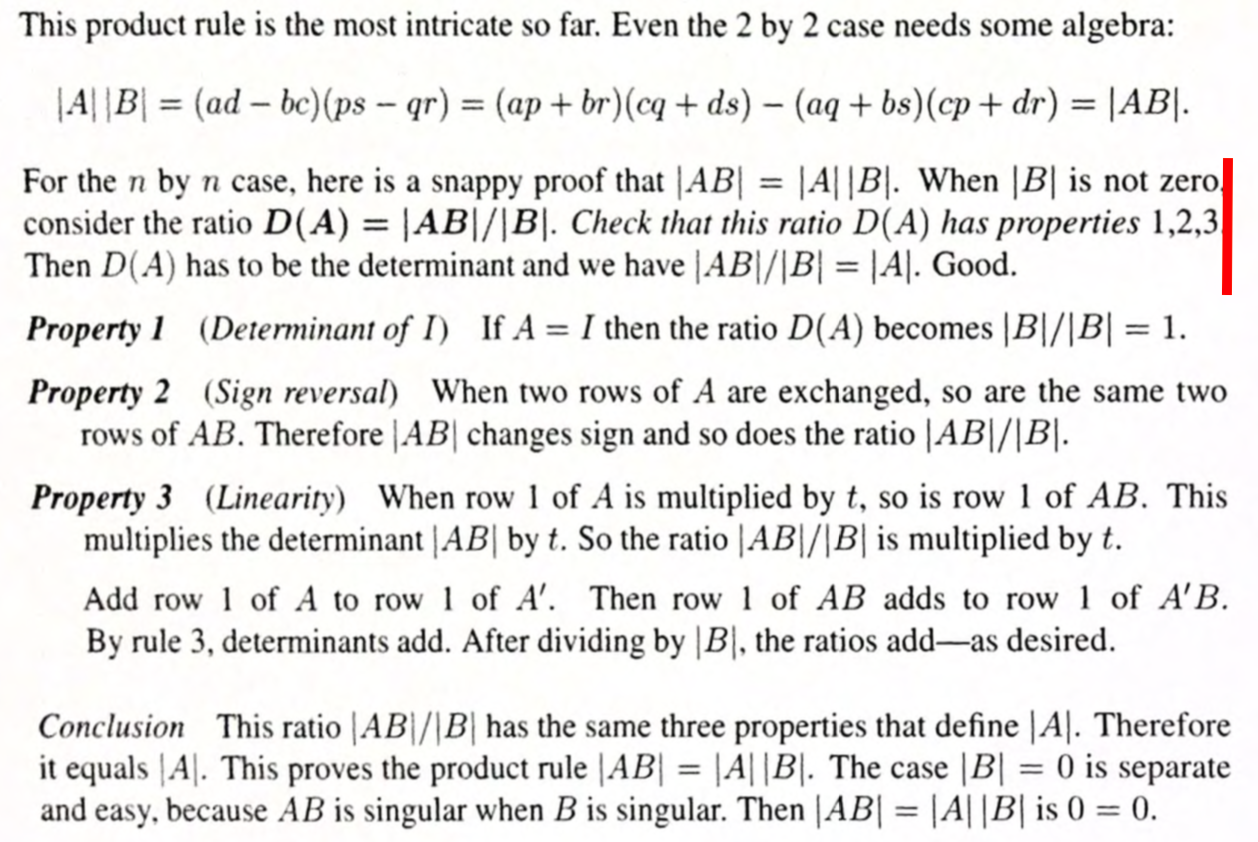 This product rule is the most intricate so far. Even the 2 by 2 case needs some algebra:
|A| |B| = (ad − bc)(ps − qr) = (ap + br)(cq + ds) − (aq + bs)(cp + dr) = |AB|.
For the n by n case, here is a snappy proof that |AB| = |A| |B|. When |B| is not zero,
consider the ratio D(A) = |AB|/|B|. Check that this ratio D(A) has properties 1,2,3.
Then D(A) has to be the determinant and we have |AB|/|B| = |A|. Good.
Property 1 (Determinant of I) If A = I then the ratio D(A) becomes |B|/|B| = 1.
Property 2 (Sign reversal) When two rows of A are exchanged, so are the same two
rows of AB. Therefore |AB| changes sign and so does the ratio |AB|/|B|.
Property 3 (Linearity) When row 1 of A is multiplied by t, so is row 1 of AB. This
multiplies the determinant |AB| by t. So the ratio |AB|/|B| is multiplied by t.
Add row 1 of A to row 1 of A′. Then row 1 of AB adds to row 1 of A′B.
By rule 3, determinants add. After dividing by |B|, the ratios add—as desired.
Conclusion This ratio |AB|/|B| has the same three properties that define |A|. Therefore
it equals |A|. This proves the product rule |AB| = |A| |B|. The case |B| = 0 is separate
and easy, because AB is singular when B is singular. Then |AB| = |A| |B| is 0 = 0.